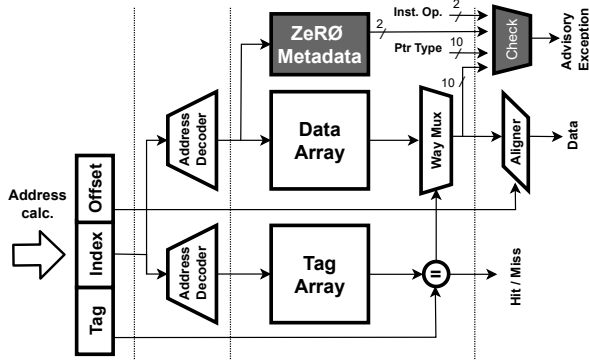 Inst. Op.
2
ZeRØ
Metadata
2
Ptr Type
10
10
Check
Advisory
Exception
Address
Decoder
Data
Array
Way Mux
Aligner
Data
Address
calc.
Offset
Index
Tag
Address
Decoder
Tag
Array
=
Hit / Miss